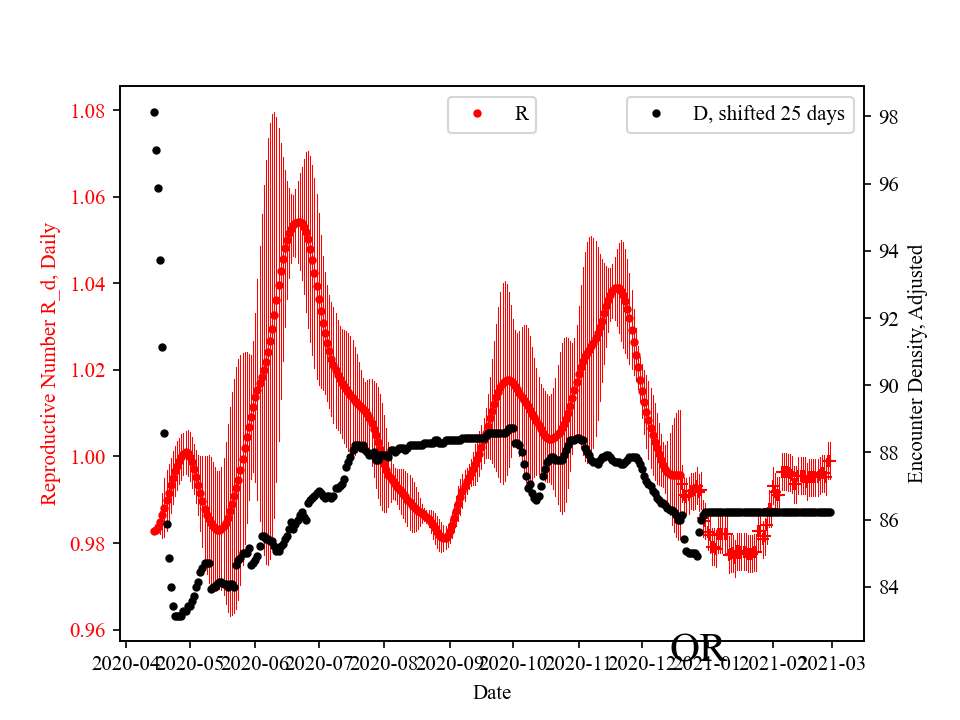 R
D, shifted 25 days
Reproductive Number R_d, Daily
1.08
1.06
1.04
1.02
1.00
0.98
0.96
98
96
94
92
90
88
86
84
Encounter Density, Adjusted
OR
2020-04 2020-05 2020-06 2020-07 2020-08 2020-09 2020-10 2020-11 2020-12 2021-01 2021-02 2021-03
Date